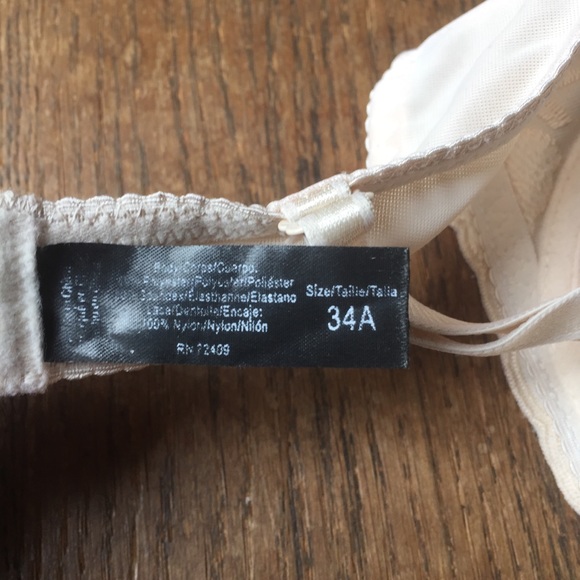 Body/Corps/Cuerpo:
Polyester/Polyester/Poliéster
Spandex/Élasthanne/Elastano
Lace/Dentelle/Encaje:
100% Nylon/Nylon/Nilón
RN 72409
Size/Taille/Talla
34A